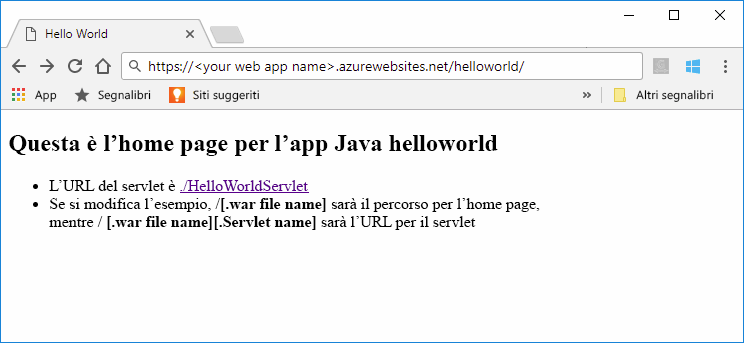 Hello World
https://<your web app name>.azurewebsites.net/helloworld/
App Segnalibri Siti suggeriti » Altri segnalibri
Questa è l’home page per l’app Java helloworld
• L’URL del servlet è ./HelloWorldServlet
• Se si modifica l’esempio, /[.war file name] sarà il percorso per l’home page,
mentre / [.war file name][.Servlet name] sarà l’URL per il servlet